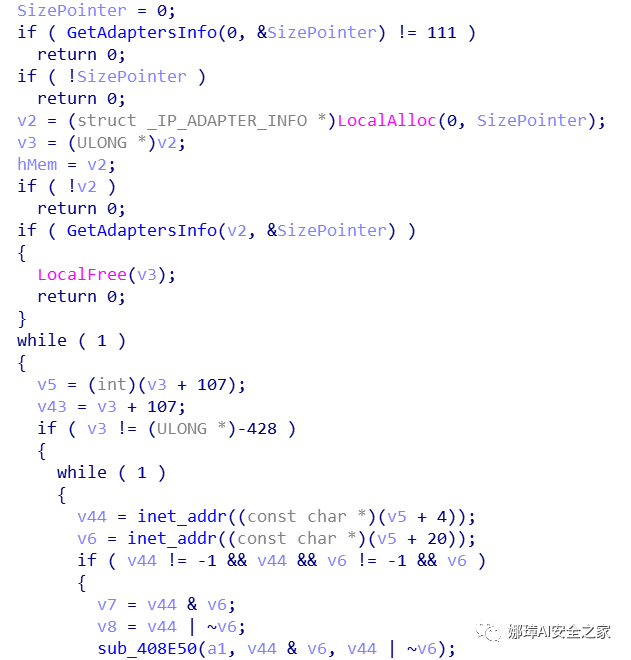 SizePointer = 0;
if ( GetAdaptersInfo(0, &SizePointer) != 111 )
  return 0;
if ( !SizePointer )
  return 0;
v2 = (struct _IP_ADAPTER_INFO *)LocalAlloc(0, SizePointer);
v3 = (ULONG *)v2;
hMem = v2;
if ( !v2 )
  return 0;
if ( GetAdaptersInfo(v2, &SizePointer) )
{
  LocalFree(v3);
  return 0;
}
while ( 1 )
{
  v5 = (int)(v3 + 107);
  v43 = v3 + 107;
  if ( v3 != (ULONG *)-428 )
  {
    while ( 1 )
    {
      v44 = inet_addr((const char *)(v5 + 4));
      v6 = inet_addr((const char *)(v5 + 20));
      if ( v44 != -1 && v44 && v6 != -1 && v6 )
      {
        v7 = v44 & v6;
        v8 = v44 | ~v6;
        sub_408E50(a1, v44 & v6, v44 | ~v6);
娜璋AI安全之家